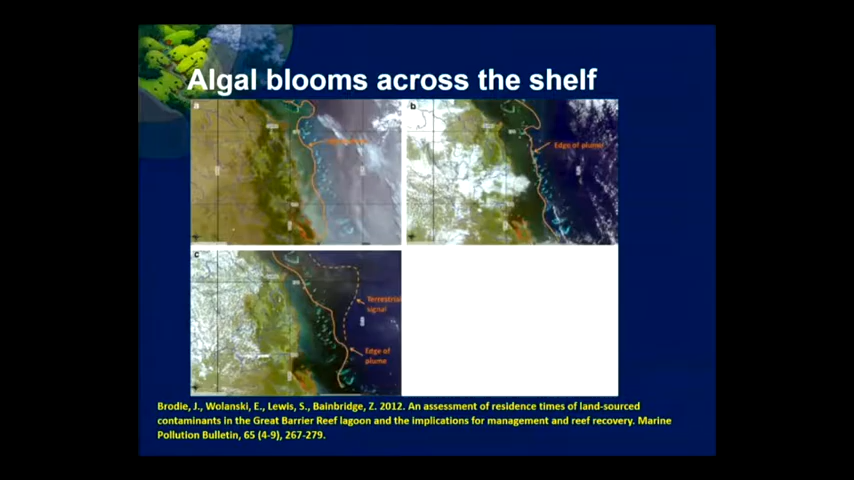 Algal blooms across the shelf
a
b
Edge of plume
c
Terrestrial
signal
Edge of
plume
Brodie, J., Wolanski, E., Lewis, S., Bainbridge, Z. 2012. An assessment of residence times of land-sourced
contaminants in the Great Barrier Reef lagoon and the implications for management and reef recovery. Marine
Pollution Bulletin, 65 (4-9), 267-279.